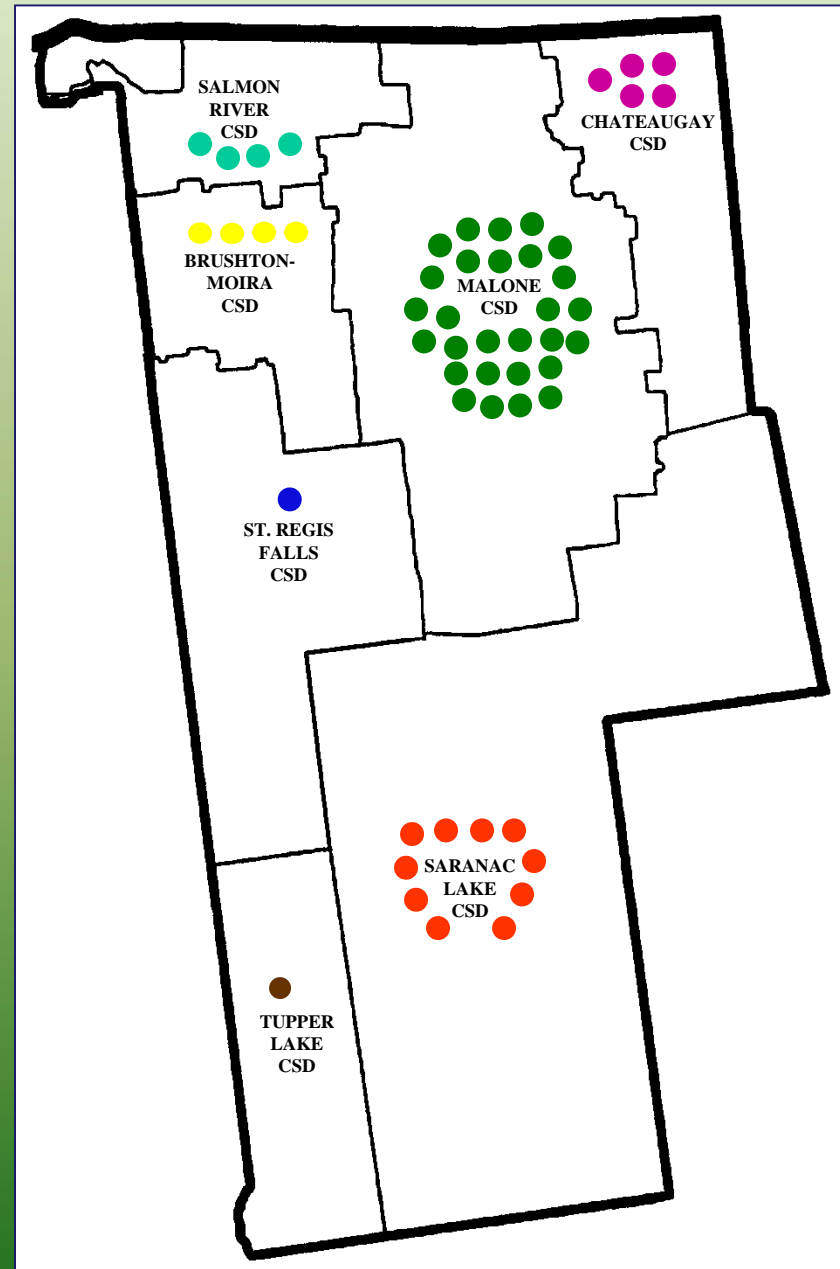 SALMON
RIVER
CSD
CHATEAUGAY
CSD
BRUSHTON-
MOIRA
CSD
MALONE
CSD
ST. REGIS
FALLS
CSD
SARANAC
LAKE
CSD
TUPPER
LAKE
CSD